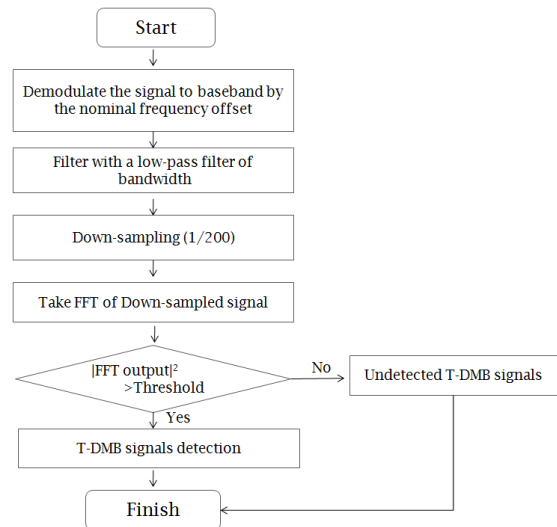 Start
Demodulate the signal to baseband by
the nominal frequency offset
Filter with a low-pass filter of
bandwidth
Down-sampling (1/200)
Take FFT of Down-sampled signal
|FFT output|²
>Threshold
No
Undetected T-DMB signals
Yes
T-DMB signals detection
Finish